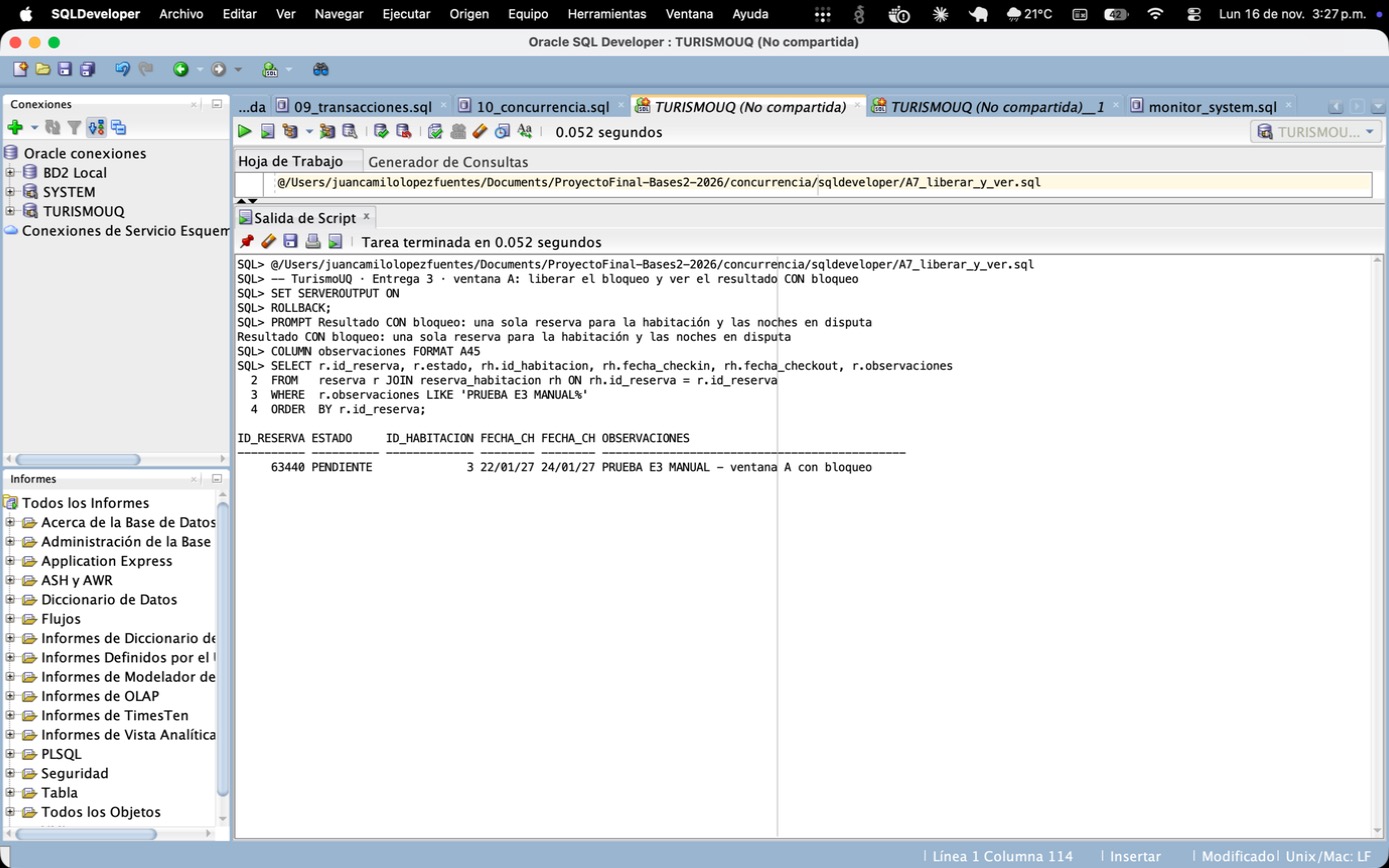 SQLDeveloper Archivo Editar Ver Navegar Ejecutar Origen Equipo Herramientas Ventana Ayuda 21°C 42 Lun 16 de nov. 3:27 p.m.
Oracle SQL Developer : TURISMOUQ (No compartida)
Conexiones
Oracle conexiones
BD2 Local
SYSTEM
TURISMOUQ
Conexiones de Servicio Esquem
Informes
Todos los Informes
Acerca de la Base de Datos
Administración de la Base
Application Express
ASH y AWR
Diccionario de Datos
Flujos
Informes de Diccionario de
Informes Definidos por el U
Informes de Modelador de
Informes de OLAP
Informes de TimesTen
Informes de Vista Analítica
PLSQL
Seguridad
Tabla
Todos los Objetos
...da 09_transacciones.sql 10_concurrencia.sql TURISMOUQ (No compartida) TURISMOUQ (No compartida)__1 monitor_system.sql
0.052 segundos TURISMOU...
Hoja de Trabajo Generador de Consultas
@/Users/juancamilolopezfuentes/Documents/ProyectoFinal-Bases2-2026/concurrencia/sqldeveloper/A7_liberar_y_ver.sql
Salida de Script
Tarea terminada en 0.052 segundos
SQL> @/Users/juancamilolopezfuentes/Documents/ProyectoFinal-Bases2-2026/concurrencia/sqldeveloper/A7_liberar_y_ver.sql
SQL> -- TurismoUQ · Entrega 3 · ventana A: liberar el bloqueo y ver el resultado CON bloqueo
SQL> SET SERVEROUTPUT ON
SQL> ROLLBACK;
SQL> PROMPT Resultado CON bloqueo: una sola reserva para la habitación y las noches en disputa
Resultado CON bloqueo: una sola reserva para la habitación y las noches en disputa
SQL> COLUMN observaciones FORMAT A45
SQL> SELECT r.id_reserva, r.estado, rh.id_habitacion, rh.fecha_checkin, rh.fecha_checkout, r.observaciones
2 FROM reserva r JOIN reserva_habitacion rh ON rh.id_reserva = r.id_reserva
3 WHERE r.observaciones LIKE 'PRUEBA E3 MANUAL%'
4 ORDER BY r.id_reserva;
ID_RESERVA ESTADO ID_HABITACION FECHA_CH FECHA_CH OBSERVACIONES
---------- ---------- ------------- -------- -------- ---------------------------------------------
63440 PENDIENTE 3 22/01/27 24/01/27 PRUEBA E3 MANUAL - ventana A con bloqueo
Línea 1 Columna 114 Insertar Modificado Unix/Mac: LF